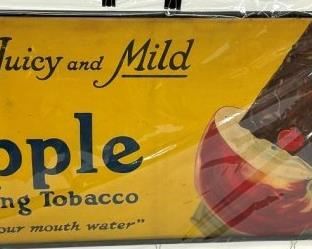 Juicy and Mild
pple
ng Tobacco
our mouth water"